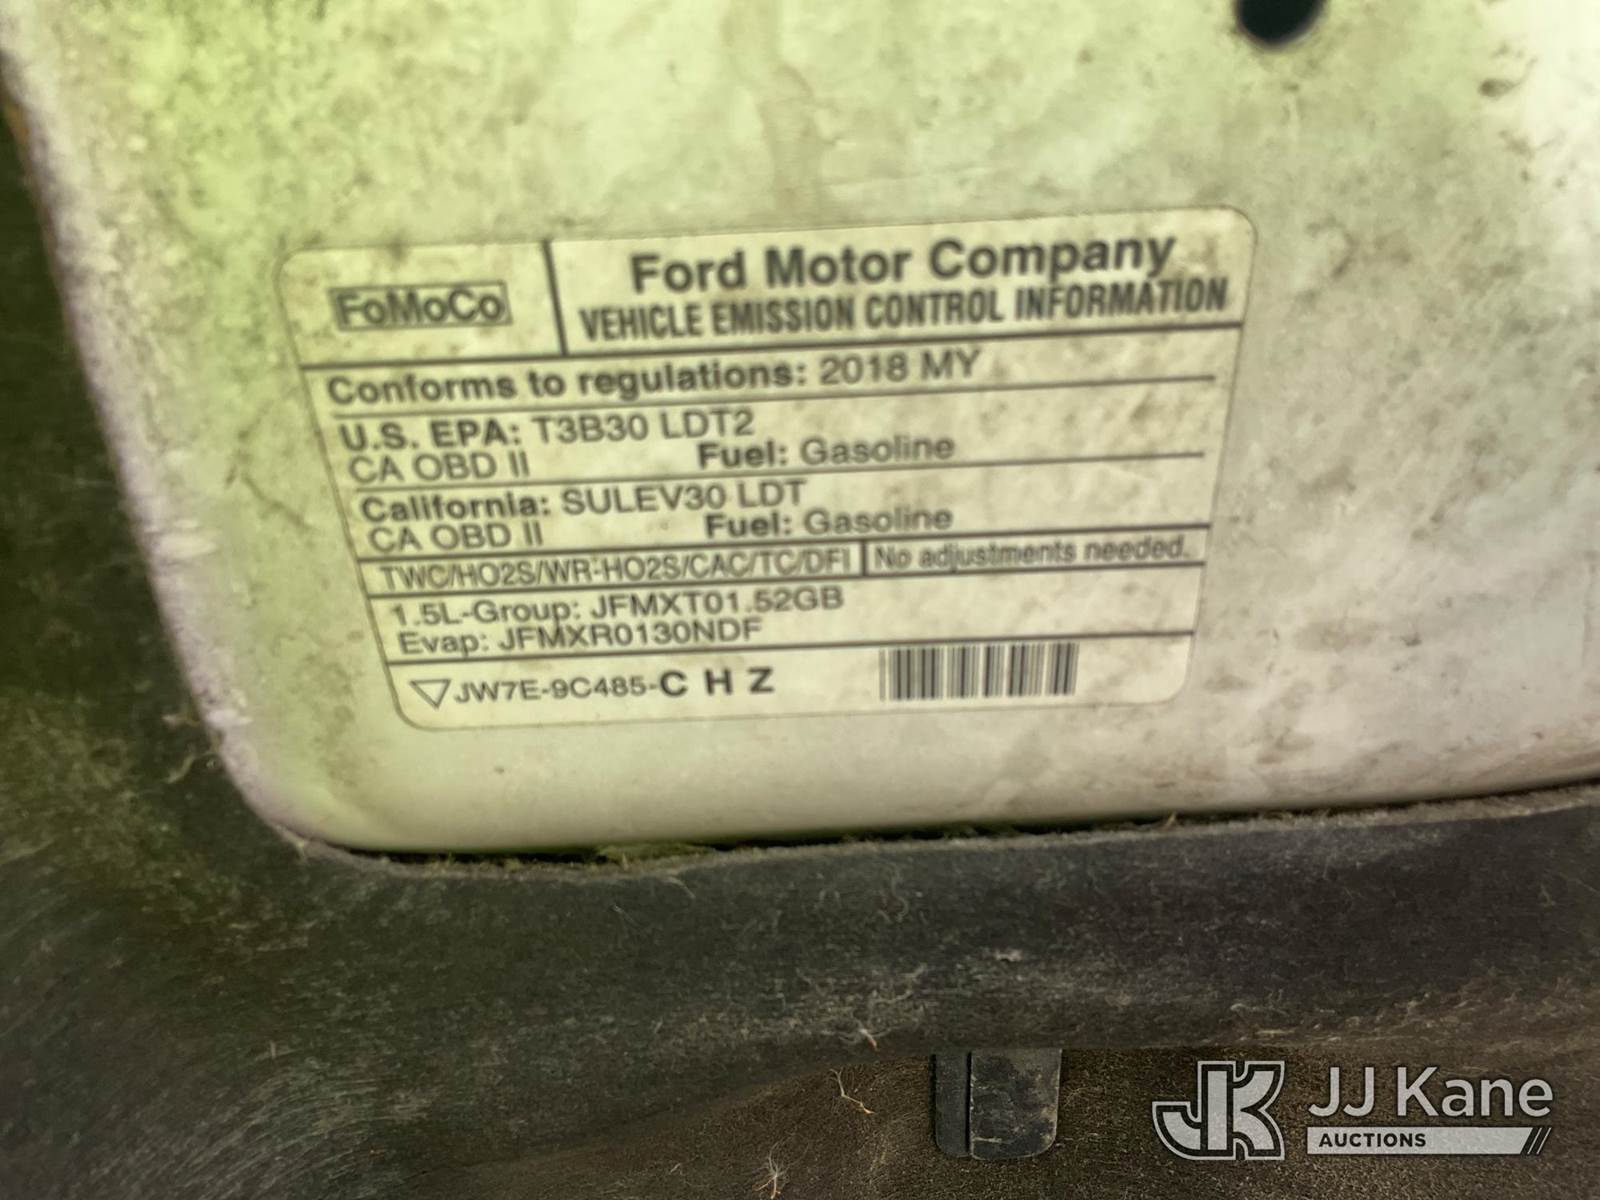 FoMoCo
Ford Motor Company
VEHICLE EMISSION CONTROL INFORMATION
Conforms to regulations: 2018 MY
U.S. EPA: T3B30 LDT2
CA OBD II Fuel: Gasoline
California: SULEV30 LDT
CA OBD II Fuel: Gasoline
TWC/HO2S/WR-HO2S/CAC/TC/DFI No adjustments needed.
1.5L-Group: JFMXT01.52GB
Evap: JFMXR0130NDF
JW7E-9C485-C H Z
JK JJ Kane
AUCTIONS